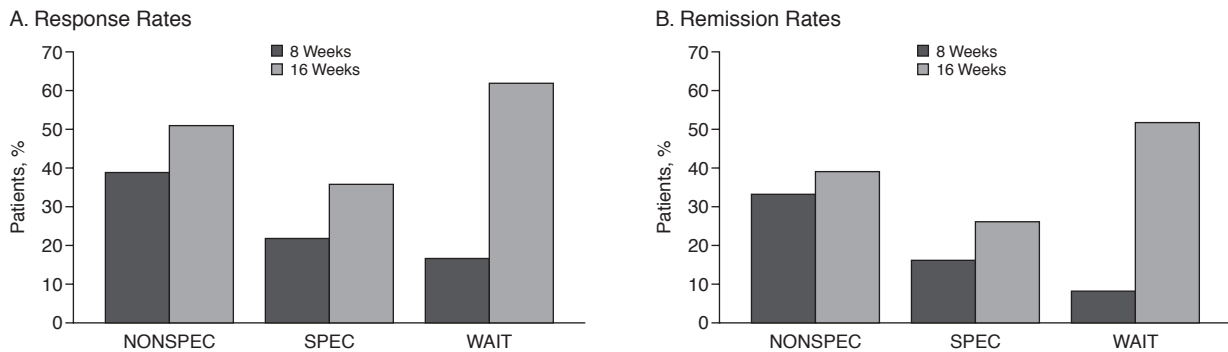 A. Response Rates
70
60
50
40
30
20
10
0
Patients, %
8 Weeks
16 Weeks
NONSPEC
SPEC
WAIT
B. Remission Rates
70
60
50
40
30
20
10
0
Patients, %
8 Weeks
16 Weeks
NONSPEC
SPEC
WAIT